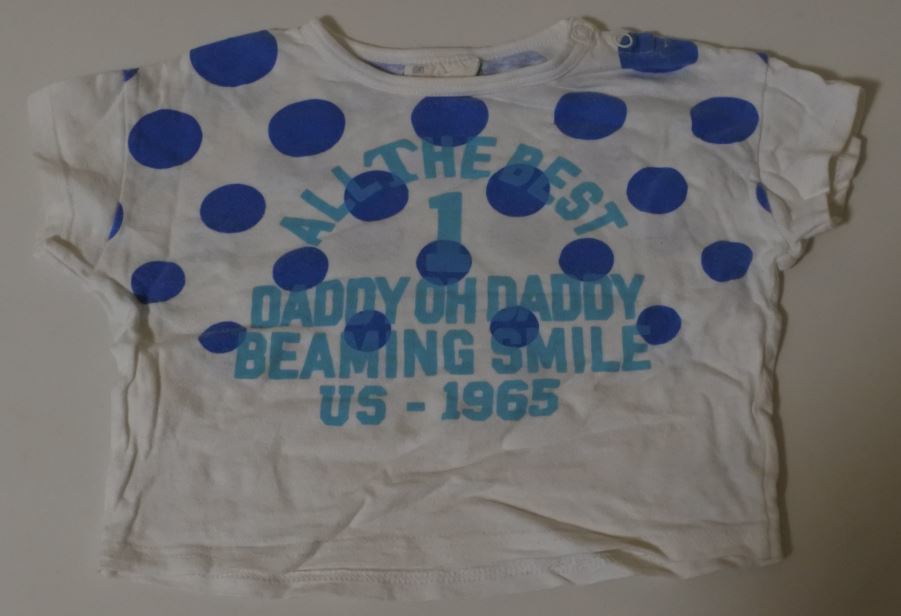 ALL THE BEST
1
DADDY OH DADDY
BEAMING SMILE
US - 1965